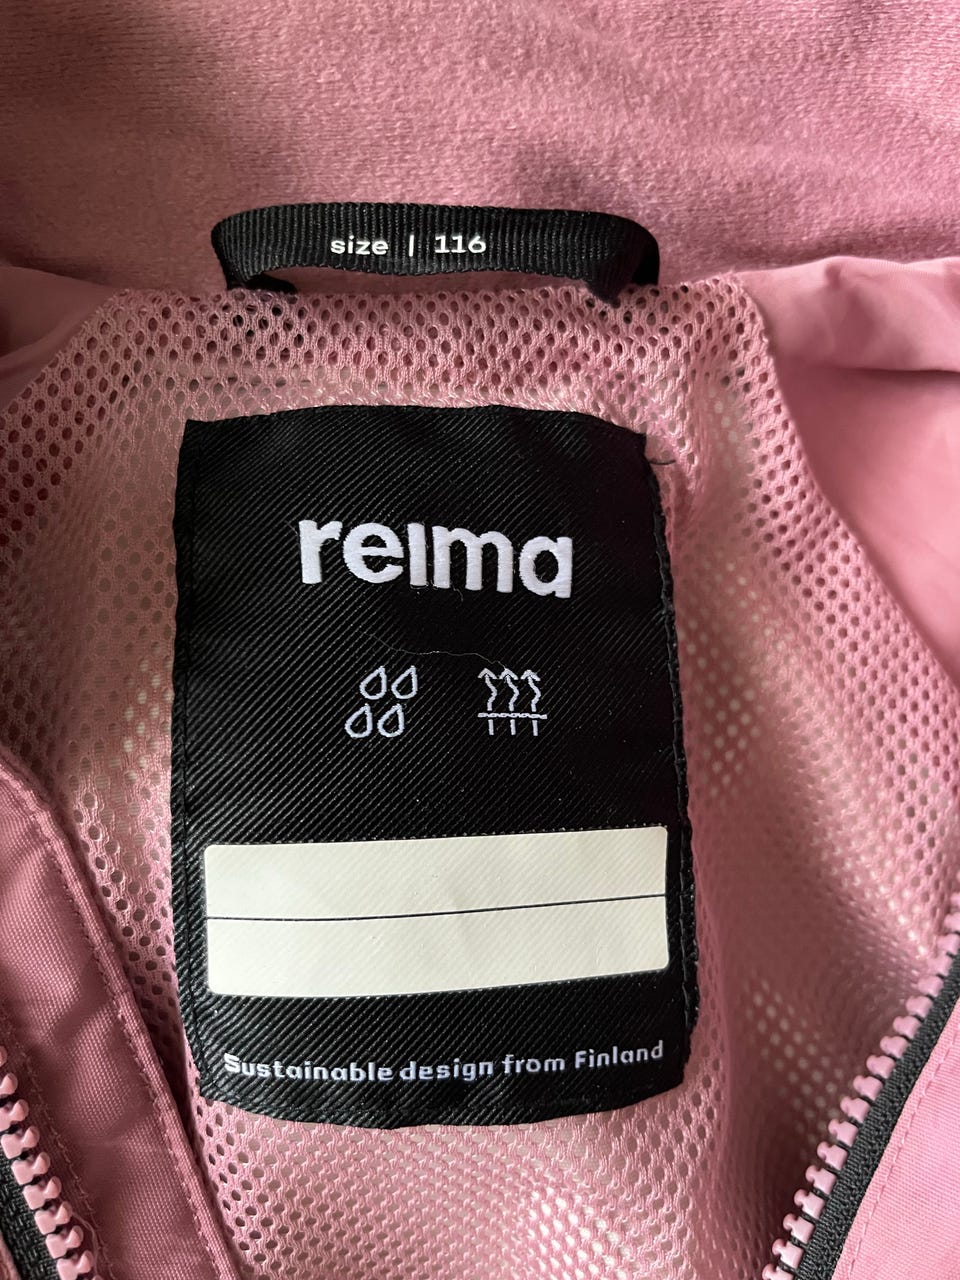 size | 116
reima
Sustainable design from Finland